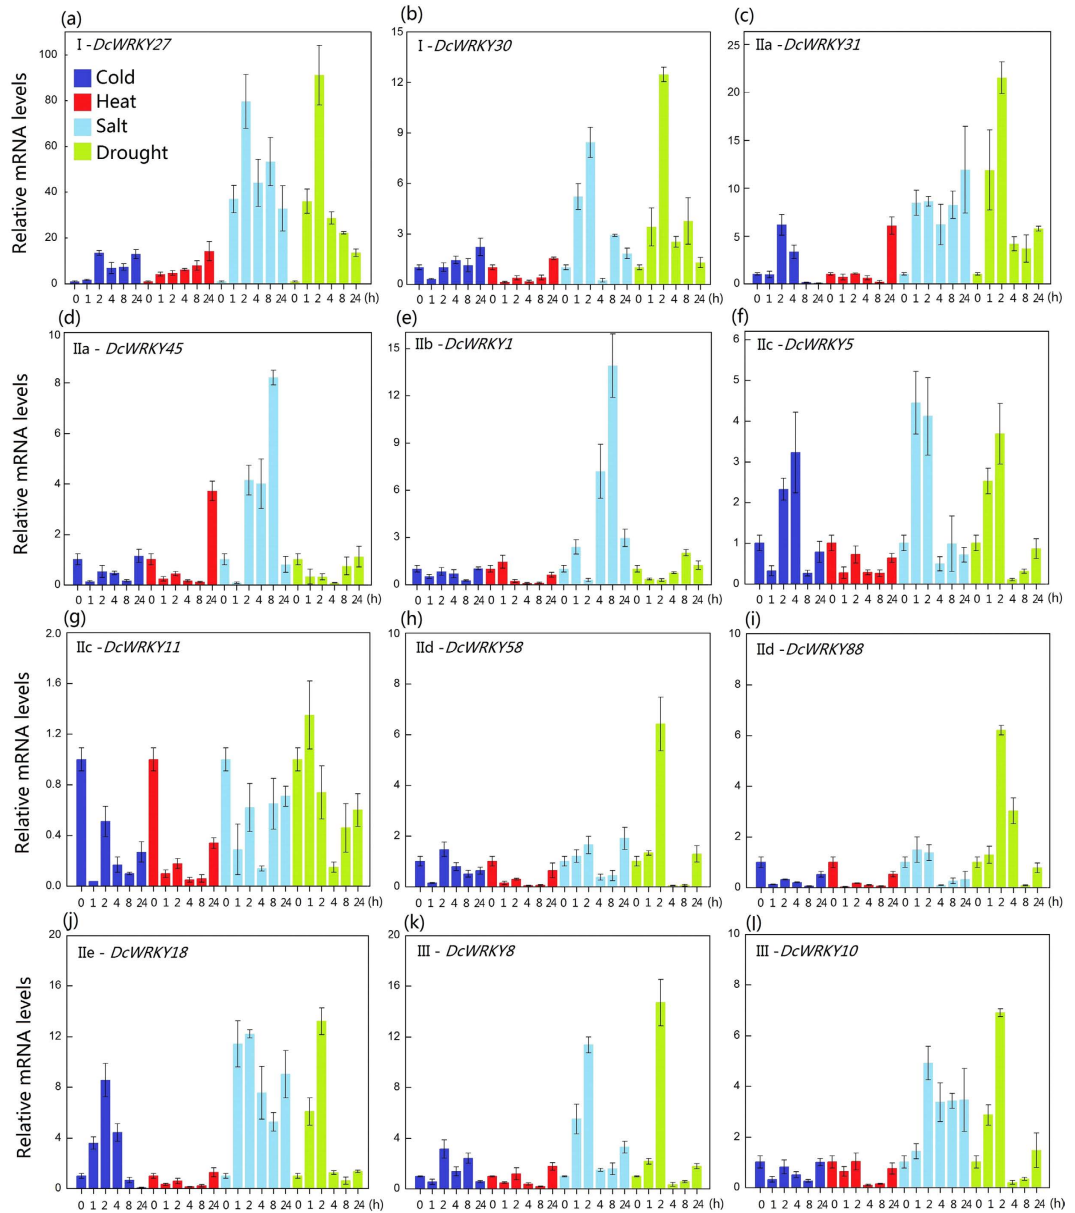 (a)
I - DcWRKY27
Cold
Heat
Salt
Drought
Relative mRNA levels
100
80
60
40
20
0
0 1 2 4 8 24 0 1 2 4 8 24 0 1 2 4 8 24 0 1 2 4 8 24 (h)
(b)
I - DcWRKY30
15
12
9
6
3
0
0 1 2 4 8 24 0 1 2 4 8 24 0 1 2 4 8 24 0 1 2 4 8 24 (h)
(c)
IIa - DcWRKY31
25
20
15
10
5
0
0 1 2 4 8 24 0 1 2 4 8 24 0 1 2 4 8 24 0 1 2 4 8 24 (h)
(d)
IIa - DcWRKY45
Relative mRNA levels
10
8
6
4
2
0
0 1 2 4 8 24 0 1 2 4 8 24 0 1 2 4 8 24 0 1 2 4 8 24 (h)
(e)
IIb - DcWRKY1
15
12
9
6
3
0
0 1 2 4 8 24 0 1 2 4 8 24 0 1 2 4 8 24 0 1 2 4 8 24 (h)
(f)
IIc - DcWRKY5
6
5
4
3
2
1
0
0 1 2 4 8 24 0 1 2 4 8 24 0 1 2 4 8 24 0 1 2 4 8 24 (h)
(g)
IIc - DcWRKY11
Relative mRNA levels
2.0
1.6
1.2
0.8
0.4
0.0
0 1 2 4 8 24 0 1 2 4 8 24 0 1 2 4 8 24 0 1 2 4 8 24 (h)
(h)
IId - DcWRKY58
10
8
6
4
2
0
0 1 2 4 8 24 0 1 2 4 8 24 0 1 2 4 8 24 0 1 2 4 8 24 (h)
(i)
IId - DcWRKY88
10
8
6
4
2
0
0 1 2 4 8 24 0 1 2 4 8 24 0 1 2 4 8 24 0 1 2 4 8 24 (h)
(j)
IIe - DcWRKY18
Relative mRNA levels
20
16
12
8
4
0
0 1 2 4 8 24 0 1 2 4 8 24 0 1 2 4 8 24 0 1 2 4 8 24 (h)
(k)
III - DcWRKY8
20
16
12
8
4
0
0 1 2 4 8 24 0 1 2 4 8 24 0 1 2 4 8 24 0 1 2 4 8 24 (h)
(l)
III - DcWRKY10
10
8
6
4
2
0
0 1 2 4 8 24 0 1 2 4 8 24 0 1 2 4 8 24 0 1 2 4 8 24 (h)